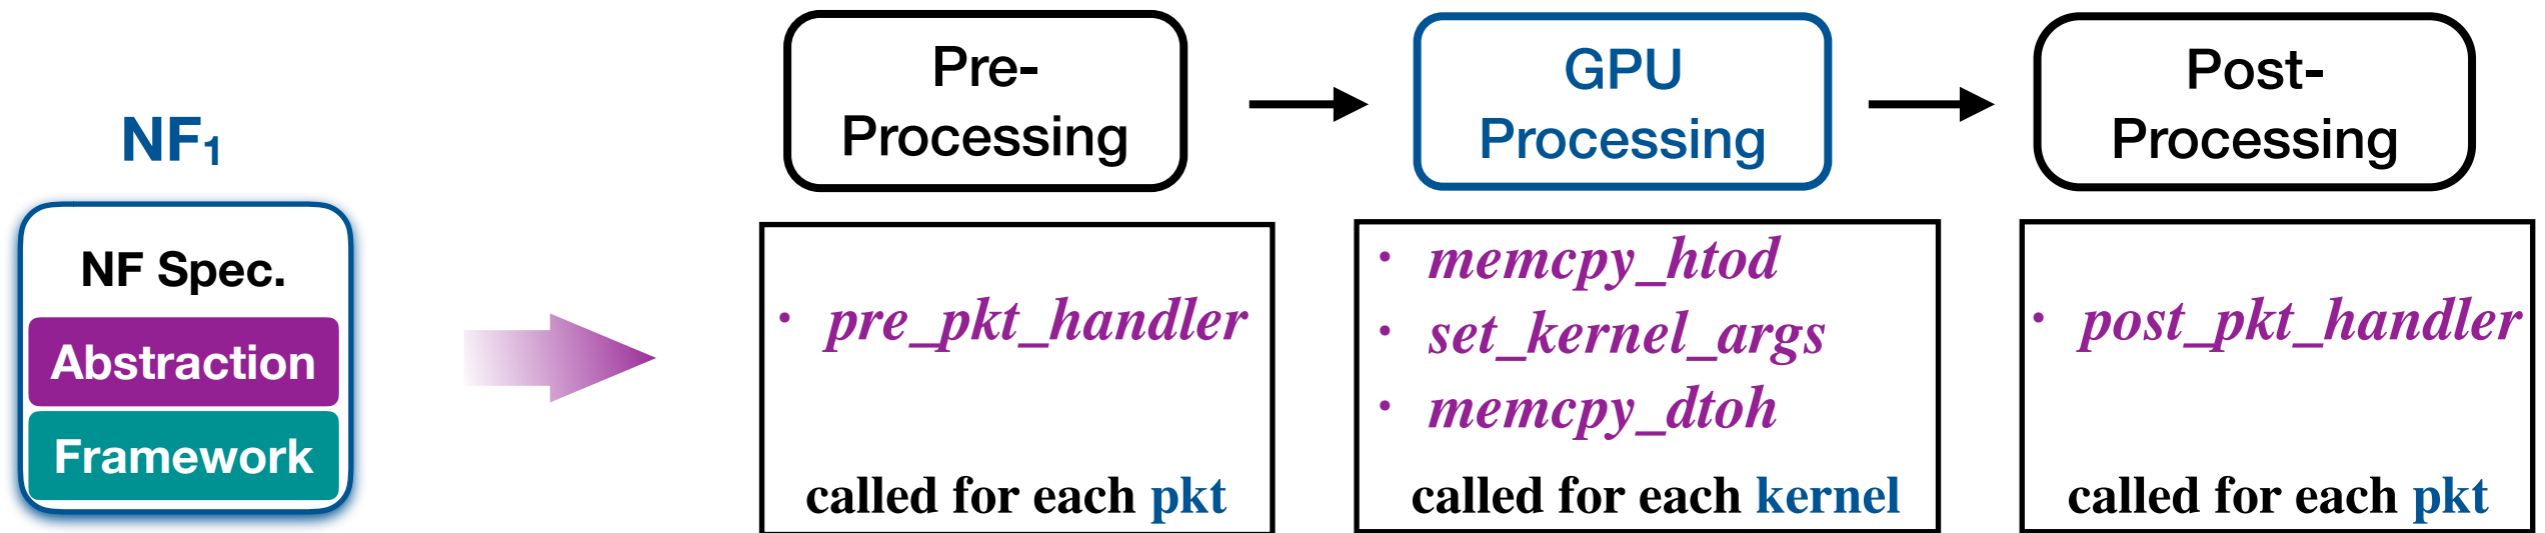 NF₁
NF Spec.
Abstraction
Framework
Pre-
Processing
• pre_pkt_handler
called for each pkt
GPU
Processing
• memcpy_htod
• set_kernel_args
• memcpy_dtoh
called for each kernel
Post-
Processing
• post_pkt_handler
called for each pkt